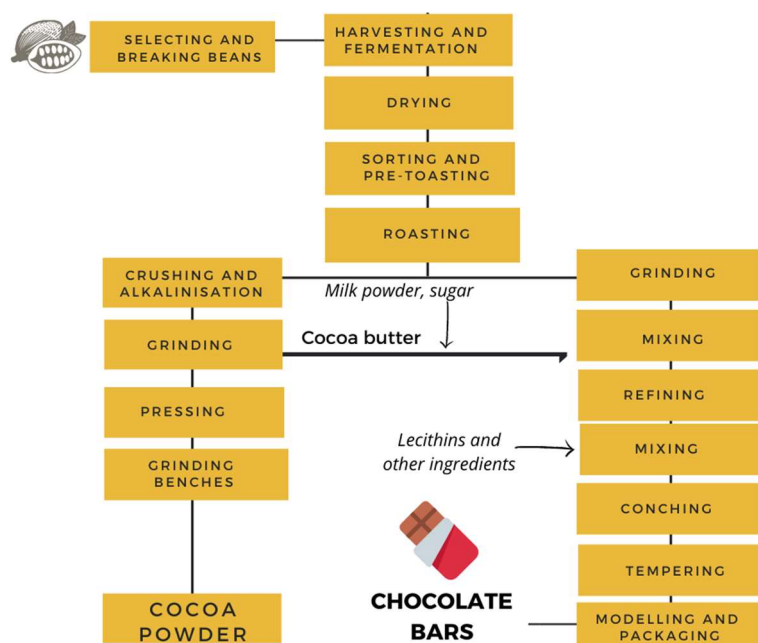 SELECTING AND
BREAKING BEANS
HARVESTING AND
FERMENTATION
DRYING
SORTING AND
PRE-TOASTING
ROASTING
CRUSHING AND
ALKALINISATION
GRINDING
PRESSING
GRINDING
BENCHES
COCOA
POWDER
Milk powder, sugar
Cocoa butter
GRINDING
MIXING
REFINING
Lecithins and
other ingredients
MIXING
CONCHING
TEMPERING
MODELLING AND
PACKAGING
CHOCOLATE
BARS